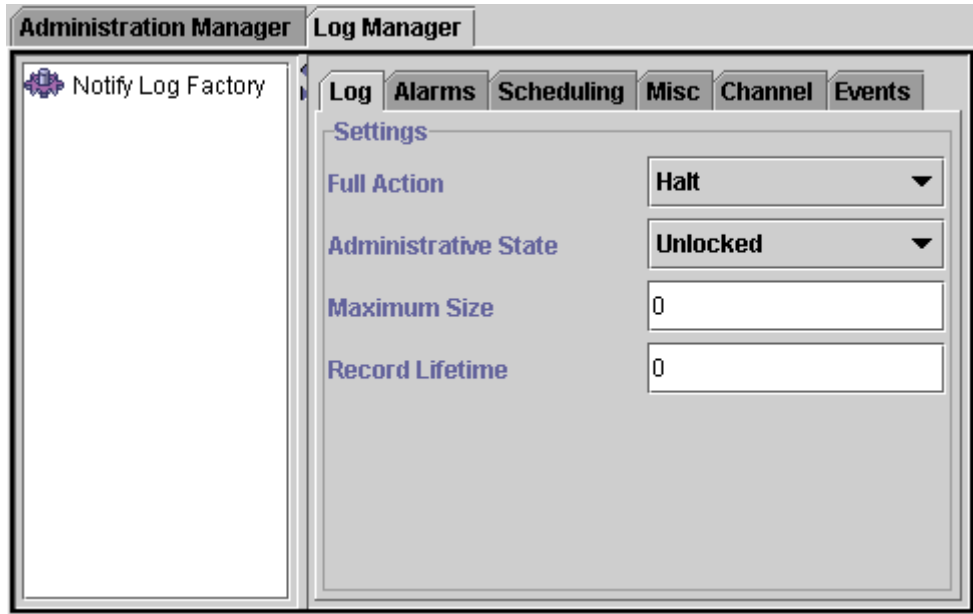 Administration Manager Log Manager
Notify Log Factory
Log Alarms Scheduling Misc Channel Events
Settings
Full Action Halt
Administrative State Unlocked
Maximum Size 0
Record Lifetime 0